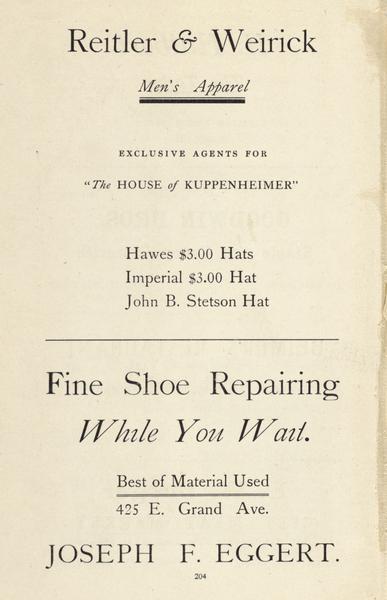 Reitler & Weirick
Men's Apparel
EXCLUSIVE AGENTS FOR
"The HOUSE of KUPPENHEIMER"
Hawes $3.00 Hats
Imperial $3.00 Hat
John B. Stetson Hat
Fine Shoe Repairing
While You Wait.
Best of Material Used
425 E. Grand Ave.
JOSEPH F. EGGERT.
204